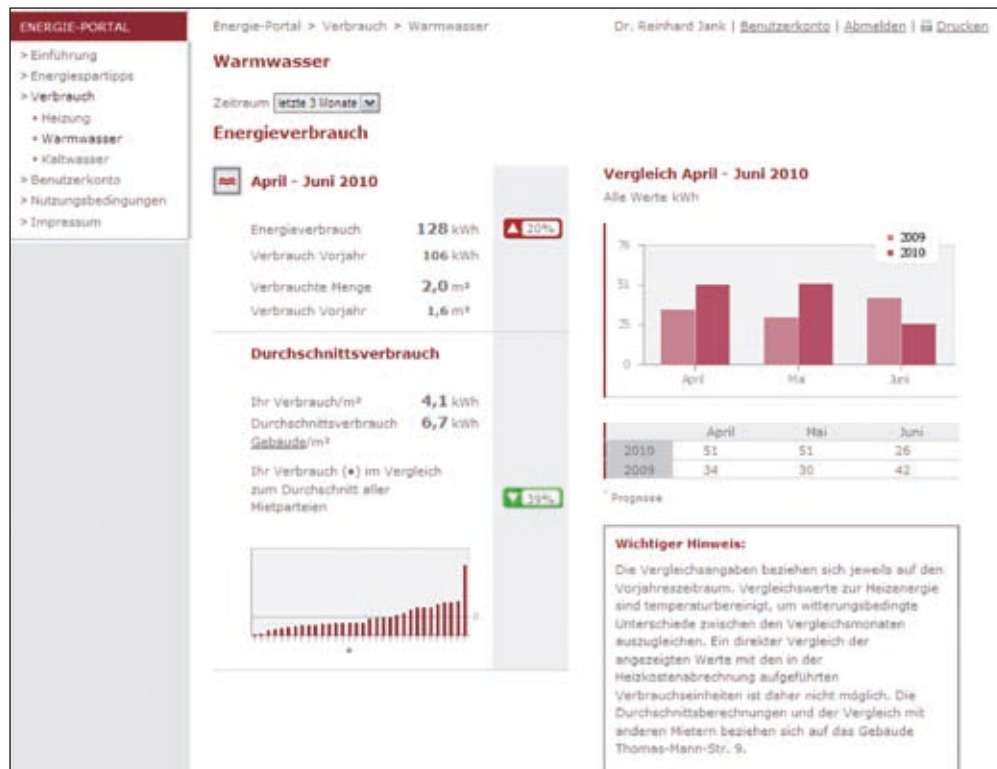 ENERGIE-PORTAL
> Einführung
> Energiespartipps
> Verbrauch
• Heizung
• Warmwasser
• Kaltwasser
> Benutzerkonto
> Nutzungsbedingungen
> Impressum
Energie-Portal > Verbrauch > Warmwasser
Dr. Reinhard Jank | Benutzerkonto | Abmelden | Drucken
Warmwasser
Zeitraum letzte 3 Monate
Energieverbrauch
April - Juni 2010
Energieverbrauch 128 kWh
20%
Verbrauch Vorjahr 106 kWh
Verbrauchte Menge 2,0 m³
Verbrauch Vorjahr 1,6 m³
Durchschnittsverbrauch
Ihr Verbrauch/m² 4,1 kWh
Durchschnittsverbrauch 6,7 kWh
Gebäude/m²
Ihr Verbrauch (•) im Vergleich
zum Durchschnitt aller
Mietparteien
39%
Vergleich April - Juni 2010
Alle Werte kWh
2009
2010
76
51
25
0
April Mai Juni
April Mai Juni
2010 51 51 26
2009 34 30 42
* Prognose
Wichtiger Hinweis:
Die Vergleichsangaben beziehen sich jeweils auf den
Vorjahreszeitraum. Vergleichswerte zur Heizenergie
sind temperaturbereinigt, um witterungsbedingte
Unterschiede zwischen den Vergleichsmonaten
auszugleichen. Ein direkter Vergleich der
angezeigten Werte mit den in der
Heizkostenabrechnung aufgeführten
Verbrauchseinheiten ist daher nicht möglich. Die
Durchschnittsberechnungen und der Vergleich mit
anderen Mietern beziehen sich auf das Gebäude
Thomas-Mann-Str. 9.